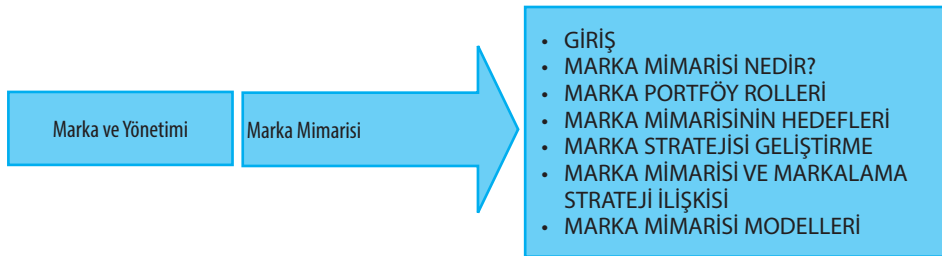 Marka ve Yönetimi
Marka Mimarisi
• GİRİŞ
• MARKA MİMARİSİ NEDİR?
• MARKA PORTFÖY ROLLERİ
• MARKA MİMARİSİNİN HEDEFLERİ
• MARKA STRATEJİSİ GELİŞTİRME
• MARKA MİMARİSİ VE MARKALAMA
STRATEJİ İLİŞKİSİ
• MARKA MİMARİSİ MODELLERİ